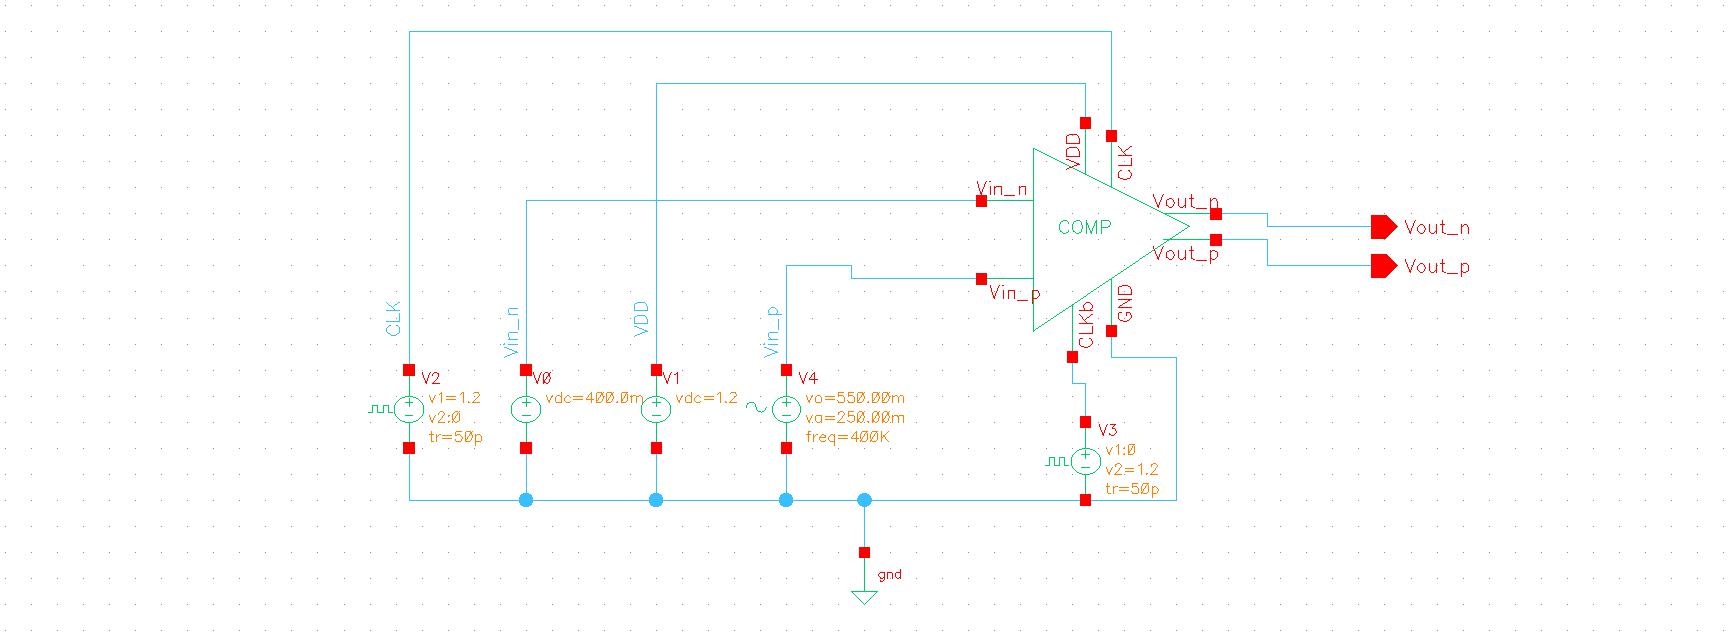 VDD
CLK
Vin_n
Vout_n
COMP
Vout_n
Vout_p
Vout_p
Vin_p
GND
CLKb
CLK
Vin_n
VDD
Vin_p
V2
v1=1.2
v2:0
tr=50p
V0
vdc=400.0m
V1
vdc=1.2
V4
vo=550.00m
va=250.00m
freq=400K
V3
v1:0
v2=1.2
tr=50p
gnd